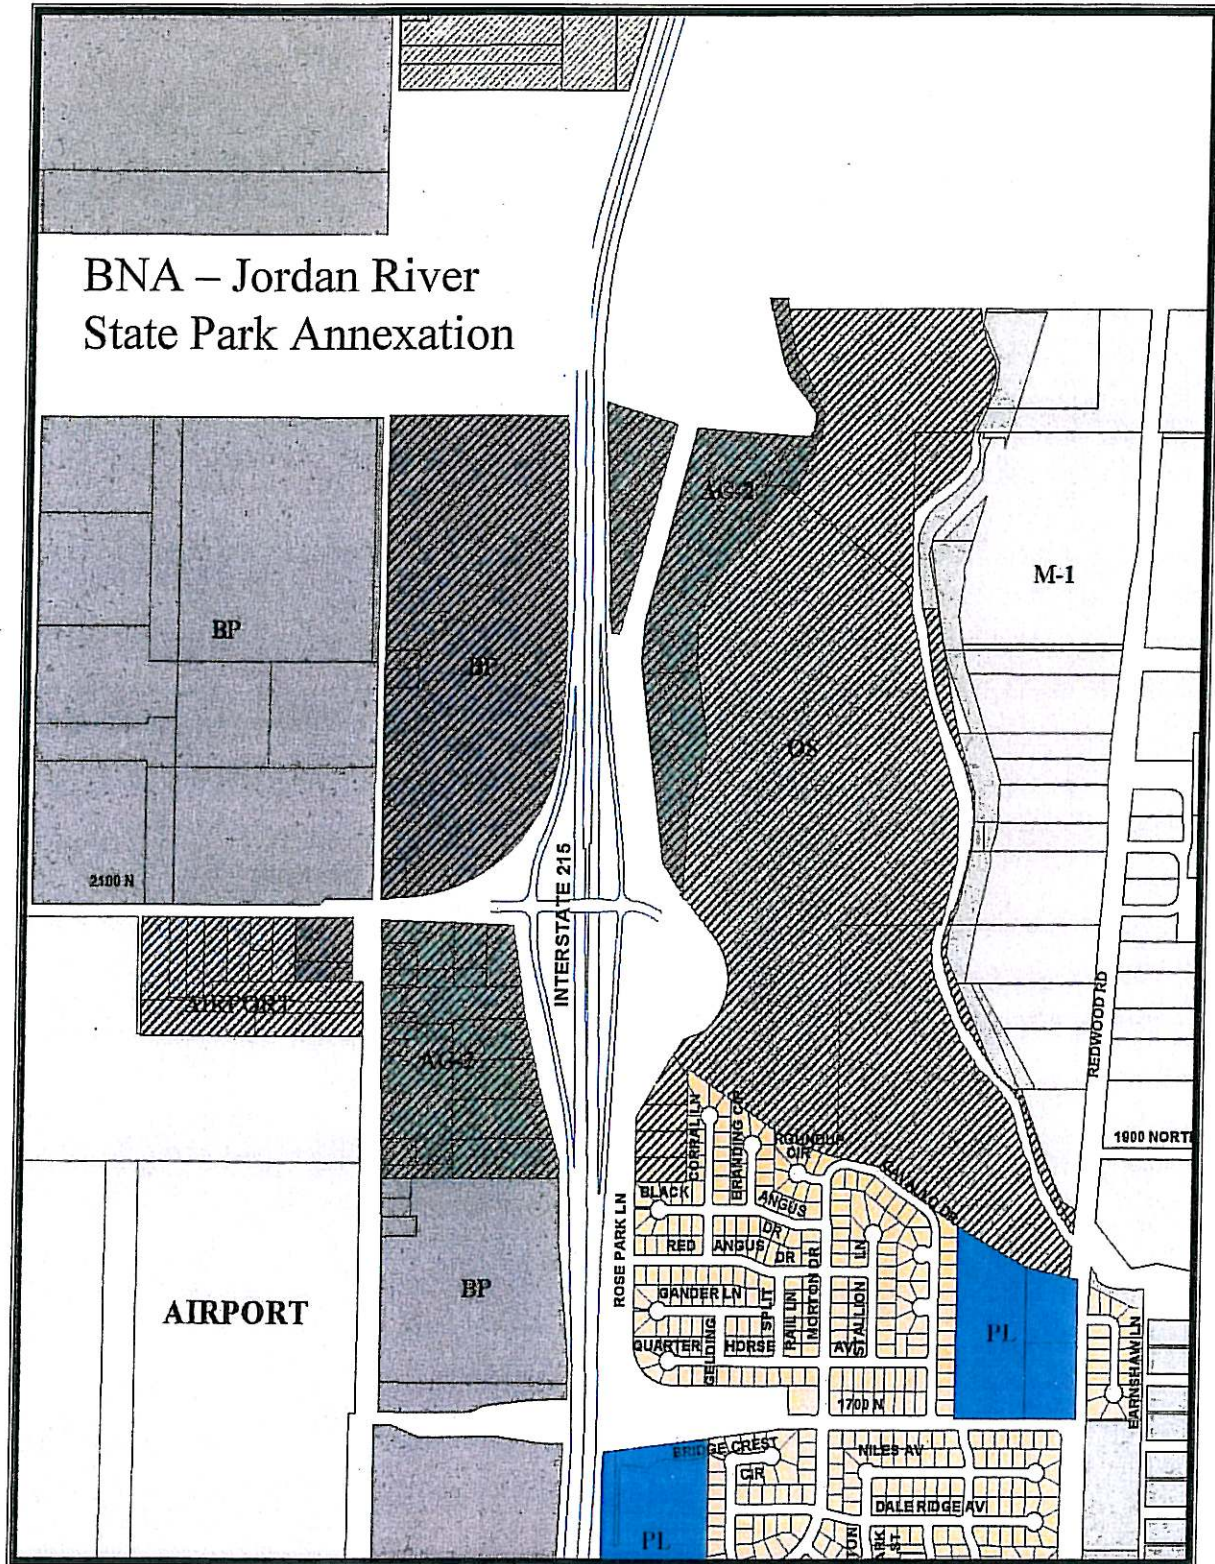 BNA – Jordan River
State Park Annexation
AG-2
M-1
BP
BP
OS
2100 N
INTERSTATE 215
AIRPORT
AG-2
REDWOOD RD
1800 NORTH
CORRAL LN
BRANDING CIR
ROUNDUP
CIR
BLACK
ANGUS
DR
RED ANGUS
DR
ROSE PARK LN
MORTON DR
STALLION
LN
GANDER LN
SPLIT
RAIL LN
AIRPORT
BP
QUARTER
GELDING
HORSE
AV
PL
EARNSHAW LN
1700 N
BRIDGE CREST
CIR
NILES AV
DALE RIDGE AV
PL
ST